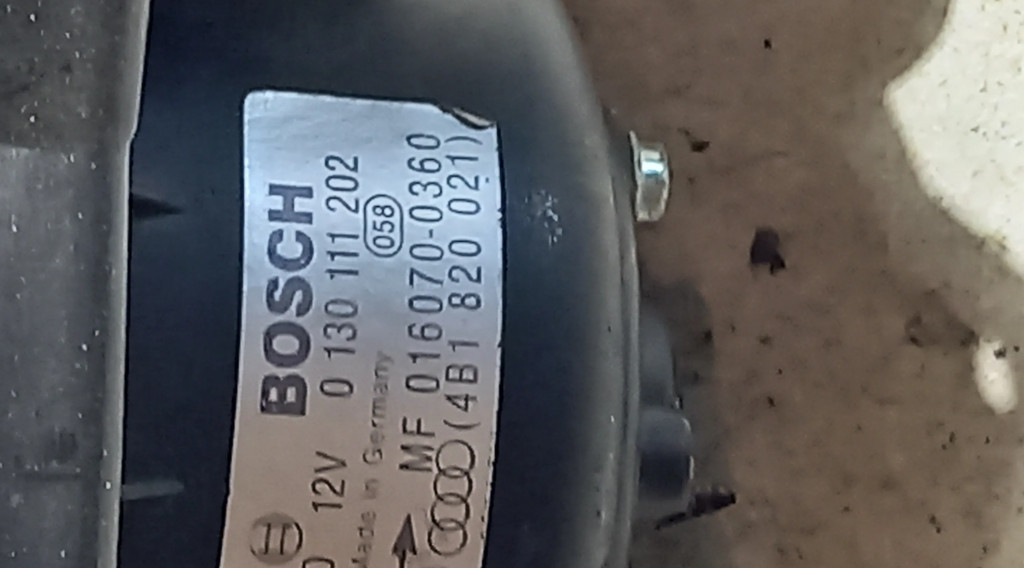 BOSCH
12V 0 130 111 202
Made in Germany 058
MF 016070-0360
(4B1 820 021)